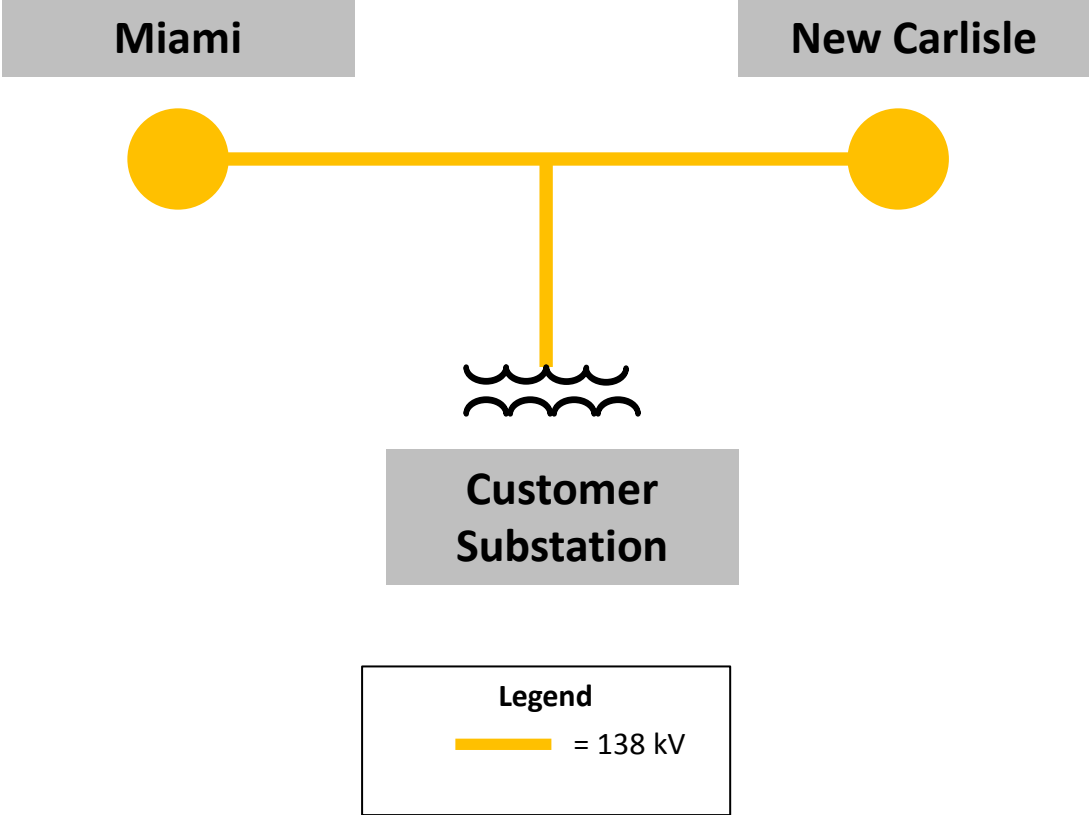 Miami
New Carlisle
Customer
Substation
Legend
= 138 kV